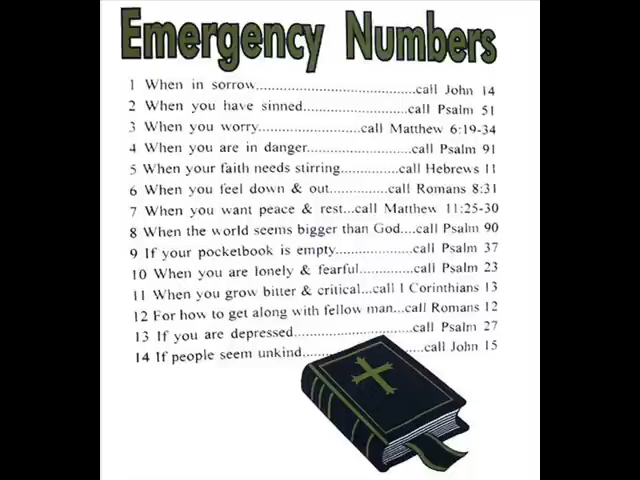 Emergency Numbers
1 When in sorrow........................................call John 14
2 When you have sinned..........................call Psalm 51
3 When you worry.........................call Matthew 6:19-34
4 When you are in danger..........................call Psalm 91
5 When your faith needs stirring..............call Hebrews 11
6 When you feel down & out..............call Romans 8:31
7 When you want peace & rest...call Matthew 11:25-30
8 When the world seems bigger than God....call Psalm 90
9 If your pocketbook is empty...................call Psalm 37
10 When you are lonely & fearful..............call Psalm 23
11 When you grow bitter & critical...call 1 Corinthians 13
12 For how to get along with fellow man...call Romans 12
13 If you are depressed.............................call Psalm 27
14 If people seem unkind.............................call John 15